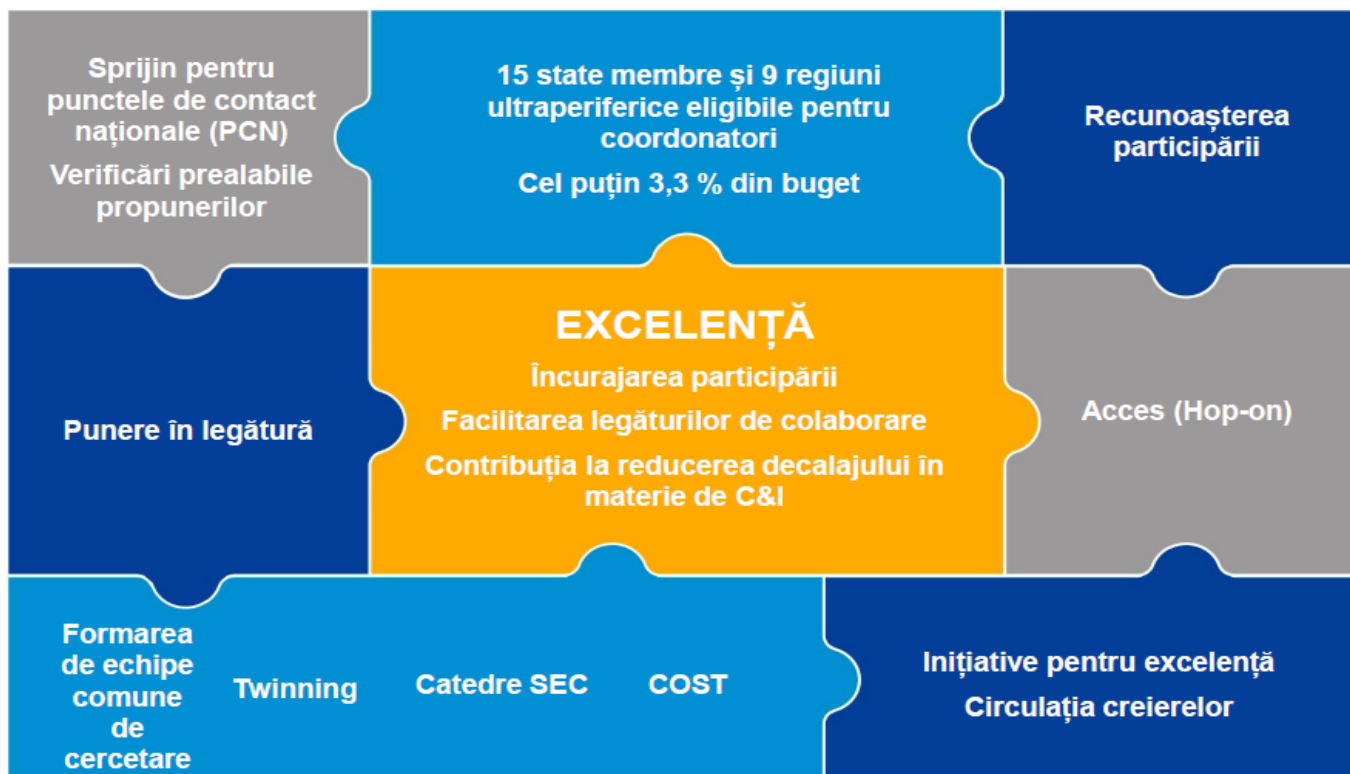 Sprijin pentru
punctele de contact
naționale (PCN)
Verificări prealabile
propunerilor
15 state membre și 9 regiuni
ultraperiferice eligibile pentru
coordonatori
Cel puțin 3,3 % din buget
Recunoașterea
participării
Punere în legătură
EXCELENȚĂ
Încurajarea participării
Facilitarea legăturilor de colaborare
Contribuția la reducerea decalajului în
materie de C&I
Acces (Hop-on)
Formarea
de echipe
comune
de
cercetare
Twinning
Catedre SEC
COST
Inițiative pentru excelență
Circulația creierelor